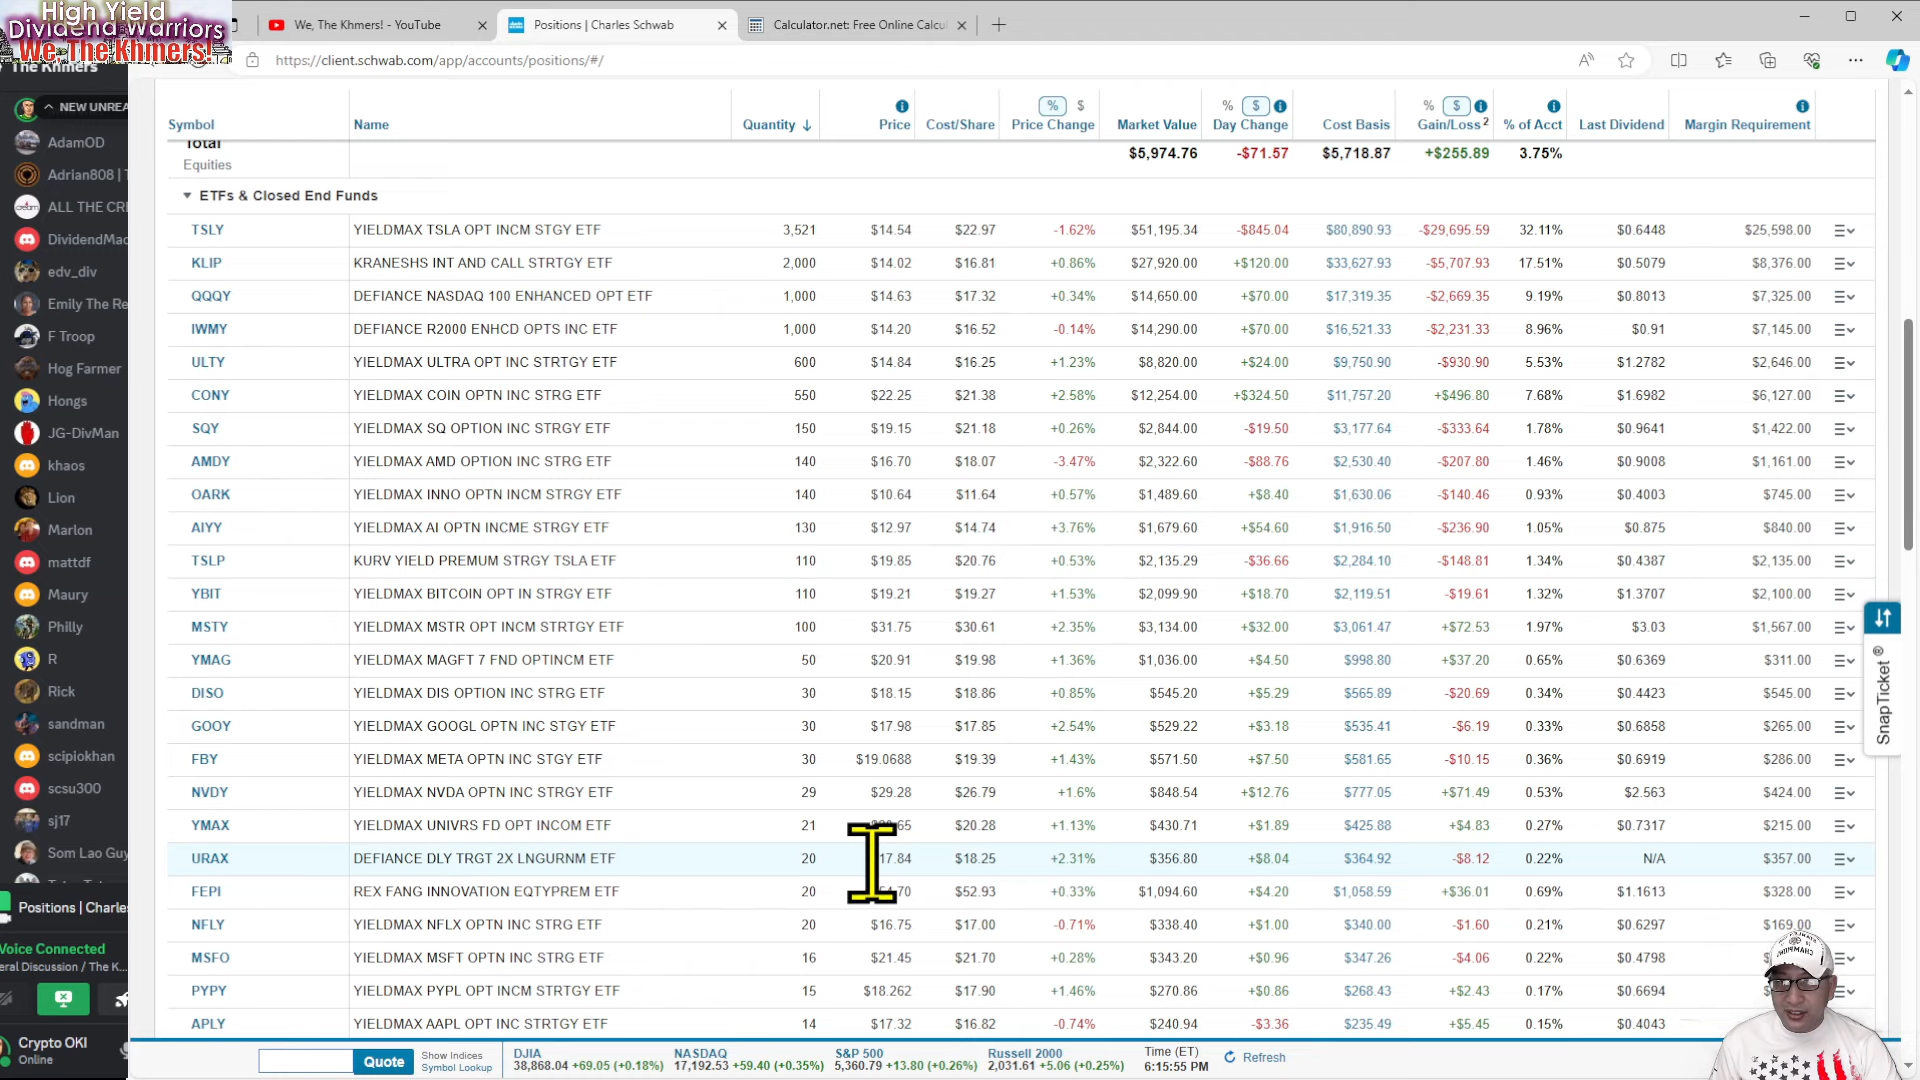 High Yield
Dividend Warriors
We, The Khmers!
The Khmers
We, The Khmers! - YouTube
Positions | Charles Schwab
Calculator.net: Free Online Calcul
https://client.schwab.com/app/accounts/positions/#/
NEW UNREA
AdamOD
Adrian808 | T
ALL THE CRE
DividendMac
edv_div
Emily The Re
F Troop
Hog Farmer
Hongs
JG-DivMan
khaos
Lion
Marlon
mattdf
Maury
Philly
R
Rick
sandman
scipiokhan
scsu300
sj17
Som Lao Guy
Positions | Charles
Voice Connected
eral Discussion / The K...
Crypto OKI
Online
Symbol Name Quantity ↓ Price Cost/Share % $ Price Change Market Value % $ Day Change Cost Basis % $ Gain/Loss 2 % of Acct Last Dividend Margin Requirement
Total $5,974.76 -$71.57 $5,718.87 +$255.89 3.75%
Equities
ETFs & Closed End Funds
TSLY YIELDMAX TSLA OPT INCM STGY ETF 3,521 $14.54 $22.97 -1.62% $51,195.34 -$845.04 $80,890.93 -$29,695.59 32.11% $0.6448 $25,598.00
KLIP KRANESHS INT AND CALL STRTGY ETF 2,000 $14.02 $16.81 +0.86% $27,920.00 +$120.00 $33,627.93 -$5,707.93 17.51% $0.5079 $8,376.00
QQQY DEFIANCE NASDAQ 100 ENHANCED OPT ETF 1,000 $14.63 $17.32 +0.34% $14,650.00 +$70.00 $17,319.35 -$2,669.35 9.19% $0.8013 $7,325.00
IWMY DEFIANCE R2000 ENHCD OPTS INC ETF 1,000 $14.20 $16.52 -0.14% $14,290.00 +$70.00 $16,521.33 -$2,231.33 8.96% $0.91 $7,145.00
ULTY YIELDMAX ULTRA OPT INC STRTGY ETF 600 $14.84 $16.25 +1.23% $8,820.00 +$24.00 $9,750.90 -$930.90 5.53% $1.2782 $2,646.00
CONY YIELDMAX COIN OPTN INC STRG ETF 550 $22.25 $21.38 +2.58% $12,254.00 +$324.50 $11,757.20 +$496.80 7.68% $1.6982 $6,127.00
SQY YIELDMAX SQ OPTION INC STRG ETF 150 $19.15 $21.18 +0.26% $2,844.00 -$19.50 $3,177.64 -$333.64 1.78% $0.9641 $1,422.00
AMDY YIELDMAX AMD OPTION INC STRG ETF 140 $16.70 $18.07 -3.47% $2,322.60 -$88.76 $2,530.40 -$207.80 1.46% $0.9008 $1,161.00
OARK YIELDMAX INNO OPTN INCM STRGY ETF 140 $10.64 $11.64 +0.57% $1,489.60 +$8.40 $1,630.06 -$140.46 0.93% $0.4003 $745.00
AIYY YIELDMAX AI OPTN INCME STRGY ETF 130 $12.97 $14.74 +3.76% $1,679.60 +$54.60 $1,916.50 -$236.90 1.05% $0.875 $840.00
TSLP KURV YIELD PREMUM STRGY TSLA ETF 110 $19.85 $20.76 +0.53% $2,135.29 -$36.66 $2,284.10 -$148.81 1.34% $0.4387 $2,135.00
YBIT YIELDMAX BITCOIN OPT IN STRGY ETF 110 $19.21 $19.27 +1.53% $2,099.90 +$18.70 $2,119.51 -$19.61 1.32% $1.3707 $2,100.00
MSTY YIELDMAX MSTR OPT INCM STRTGY ETF 100 $31.75 $30.61 +2.35% $3,134.00 +$32.00 $3,061.47 +$72.53 1.97% $3.03 $1,567.00
YMAG YIELDMAX MAGFT 7 FND OPTINCM ETF 50 $20.91 $19.98 +1.36% $1,036.00 +$4.50 $998.80 +$37.20 0.65% $0.6369 $311.00
DISO YIELDMAX DIS OPTION INC STRG ETF 30 $18.15 $18.86 +0.85% $545.20 +$5.29 $565.89 -$20.69 0.34% $0.4423 $545.00
GOOY YIELDMAX GOOGL OPTN INC STGY ETF 30 $17.98 $17.85 +2.54% $529.22 +$3.18 $535.41 -$6.19 0.33% $0.6858 $265.00
FBY YIELDMAX META OPTN INC STGY ETF 30 $19.0688 $19.39 +1.43% $571.50 +$7.50 $581.65 -$10.15 0.36% $0.6919 $286.00
NVDY YIELDMAX NVDA OPTN INC STRGY ETF 29 $29.28 $26.79 +1.6% $848.54 +$12.76 $777.05 +$71.49 0.53% $2.563 $424.00
YMAX YIELDMAX UNIVRS FD OPT INCOM ETF 21 $20.28 +1.13% $430.71 +$1.89 $425.88 +$4.83 0.27% $0.7317 $215.00
URAX DEFIANCE DLY TRGT 2X LNGURNM ETF 20 17.84 $18.25 +2.31% $356.80 +$8.04 $364.92 -$8.12 0.22% N/A $357.00
FEPI REX FANG INNOVATION EQTYPREM ETF 20 $52.93 +0.33% $1,094.60 +$4.20 $1,058.59 +$36.01 0.69% $1.1613 $328.00
NFLY YIELDMAX NFLX OPTN INC STRG ETF 20 $16.75 $17.00 -0.71% $338.40 +$1.00 $340.00 -$1.60 0.21% $0.6297 $169.00
MSFO YIELDMAX MSFT OPTN INC STRG ETF 16 $21.45 $21.70 +0.28% $343.20 +$0.96 $347.26 -$4.06 0.22% $0.4798
PYPY YIELDMAX PYPL OPT INCM STRGY ETF 15 $18.262 $17.90 +1.46% $270.86 +$0.86 $268.43 +$2.43 0.17% $0.6694
APLY YIELDMAX AAPL OPT INC STRTGY ETF 14 $17.32 $16.82 -0.74% $240.94 -$3.36 $235.49 +$5.45 0.15% $0.4043
SnapTicket®
Quote Show Indices Symbol Lookup
DJIA 38,868.04 +69.05 (+0.18%)
NASDAQ 17,192.53 +59.40 (+0.35%)
S&P 500 5,360.79 +13.80 (+0.26%)
Russell 2000 2,031.61 +5.06 (+0.25%)
Time (ET) 6:15:55 PM
Refresh